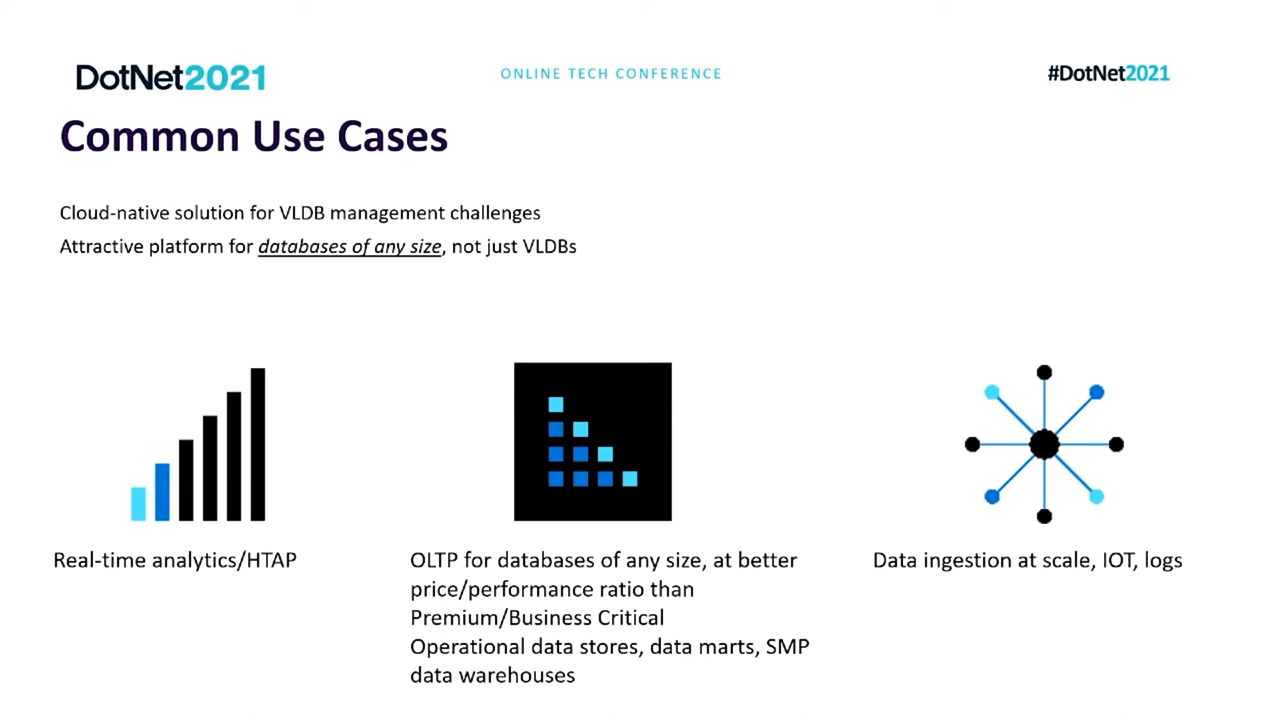 DotNet2021
ONLINE TECH CONFERENCE
#DotNet2021
Common Use Cases
Cloud-native solution for VLDB management challenges
Attractive platform for databases of any size, not just VLDBs
Real-time analytics/HTAP
OLTP for databases of any size, at better
price/performance ratio than
Premium/Business Critical
Operational data stores, data marts, SMP
data warehouses
Data ingestion at scale, IOT, logs